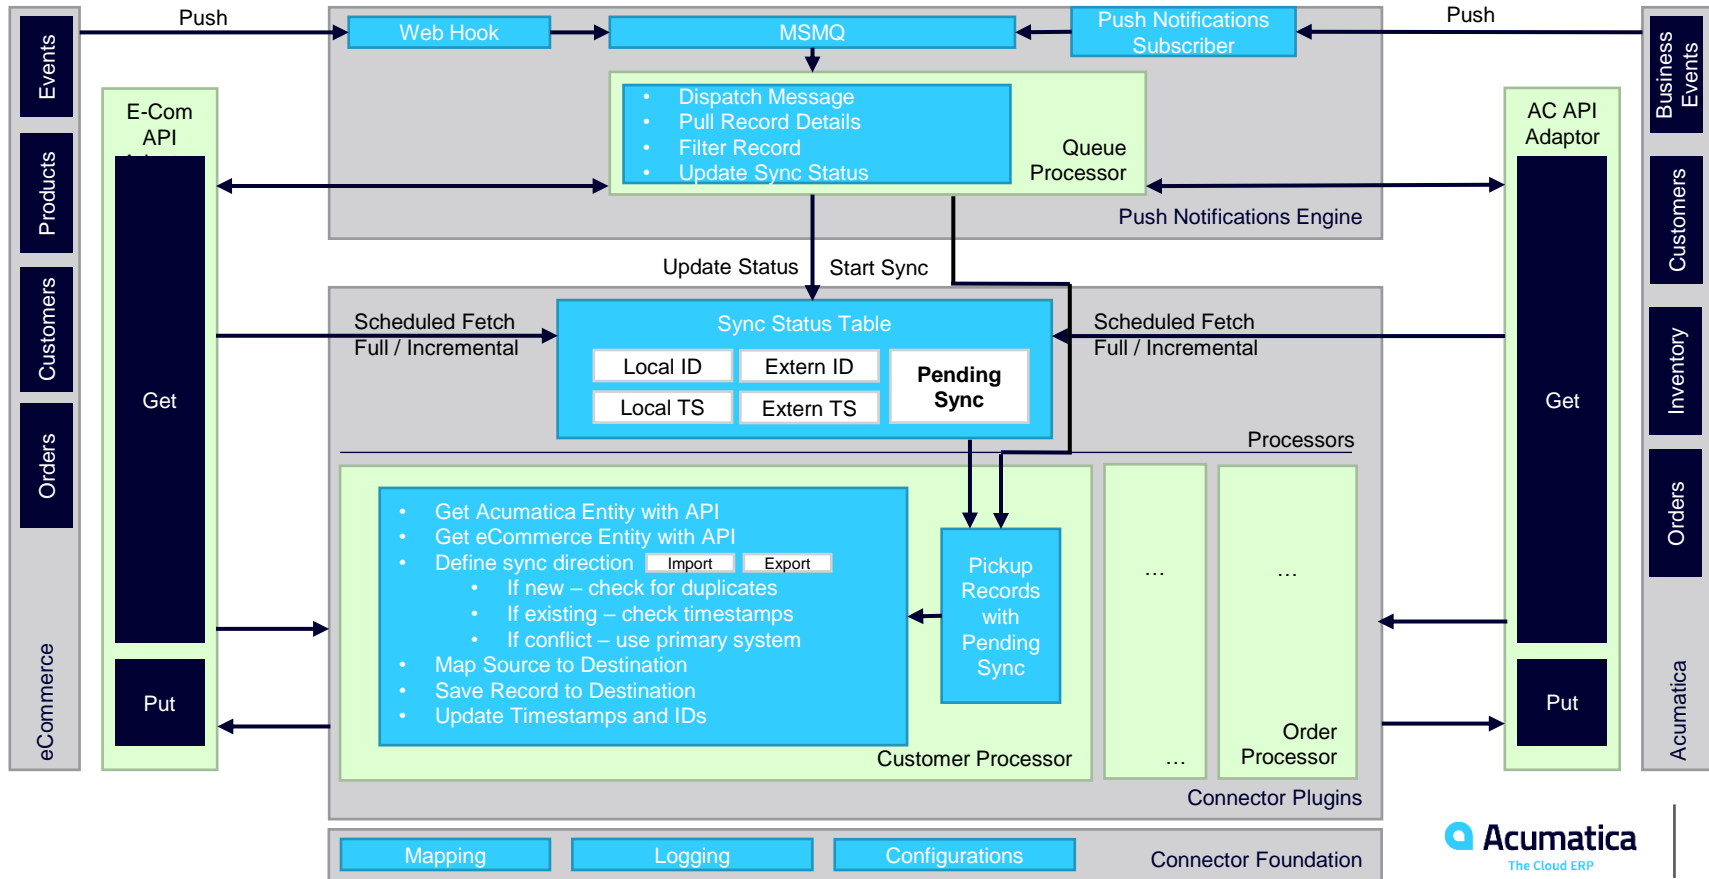 Push
Web Hook
MSMQ
Push Notifications
Subscriber
Push
Events
Products
Customers
Orders
eCommerce
E-Com
API
Get
Put
• Dispatch Message
• Pull Record Details
• Filter Record
• Update Sync Status
Queue
Processor
Push Notifications Engine
Update Status
Start Sync
Scheduled Fetch
Full / Incremental
Sync Status Table
Local ID
Extern ID
Local TS
Extern TS
Pending
Sync
Scheduled Fetch
Full / Incremental
Processors
• Get Acumatica Entity with API
• Get eCommerce Entity with API
• Define sync direction
Import
Export
• If new – check for duplicates
• If existing – check timestamps
• If conflict – use primary system
• Map Source to Destination
• Save Record to Destination
• Update Timestamps and IDs
Pickup
Records
with
Pending
Sync
Customer Processor
...
...
...
Order
Processor
Connector Plugins
Mapping
Logging
Configurations
Connector Foundation
AC API
Adaptor
Get
Put
Business
Events
Customers
Inventory
Orders
Acumatica
Acumatica
The Cloud ERP